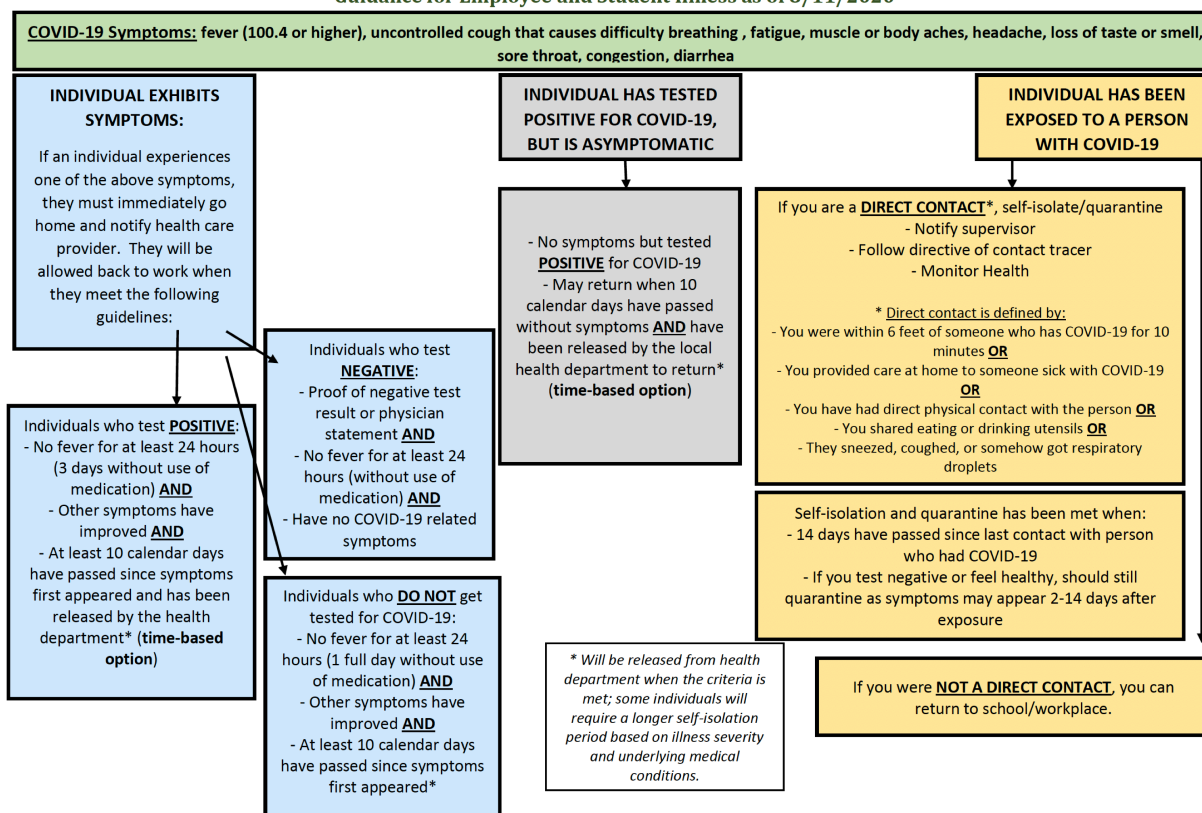 Guidance for Employee and Student Illness as of 8/11/2020
COVID-19 Symptoms: fever (100.4 or higher), uncontrolled cough that causes difficulty breathing , fatigue, muscle or body aches, headache, loss of taste or smell,
sore throat, congestion, diarrhea
INDIVIDUAL EXHIBITS
SYMPTOMS:
If an individual experiences
one of the above symptoms,
they must immediately go
home and notify health care
provider. They will be
allowed back to work when
they meet the following
guidelines:
Individuals who test POSITIVE:
- No fever for at least 24 hours
(3 days without use of
medication) AND
- Other symptoms have
improved AND
- At least 10 calendar days
have passed since symptoms
first appeared and has been
released by the health
department* (time-based
option)
Individuals who test
NEGATIVE:
- Proof of negative test
result or physician
statement AND
- No fever for at least 24
hours (without use of
medication) AND
- Have no COVID-19 related
symptoms
Individuals who DO NOT get
tested for COVID-19:
- No fever for at least 24
hours (1 full day without use
of medication) AND
- Other symptoms have
improved AND
- At least 10 calendar days
have passed since symptoms
first appeared*
INDIVIDUAL HAS TESTED
POSITIVE FOR COVID-19,
BUT IS ASYMPTOMATIC
- No symptoms but tested
POSITIVE for COVID-19
- May return when 10
calendar days have passed
without symptoms AND have
been released by the local
health department to return*
(time-based option)
* Will be released from health
department when the criteria is
met; some individuals will
require a longer self-isolation
period based on illness severity
and underlying medical
conditions.
INDIVIDUAL HAS BEEN
EXPOSED TO A PERSON
WITH COVID-19
If you are a DIRECT CONTACT*, self-isolate/quarantine
- Notify supervisor
- Follow directive of contact tracer
- Monitor Health
* Direct contact is defined by:
- You were within 6 feet of someone who has COVID-19 for 10
minutes OR
- You provided care at home to someone sick with COVID-19
OR
- You have had direct physical contact with the person OR
- You shared eating or drinking utensils OR
- They sneezed, coughed, or somehow got respiratory
droplets
Self-isolation and quarantine has been met when:
- 14 days have passed since last contact with person
who had COVID-19
- If you test negative or feel healthy, should still
quarantine as symptoms may appear 2-14 days after
exposure
If you were NOT A DIRECT CONTACT, you can
return to school/workplace.